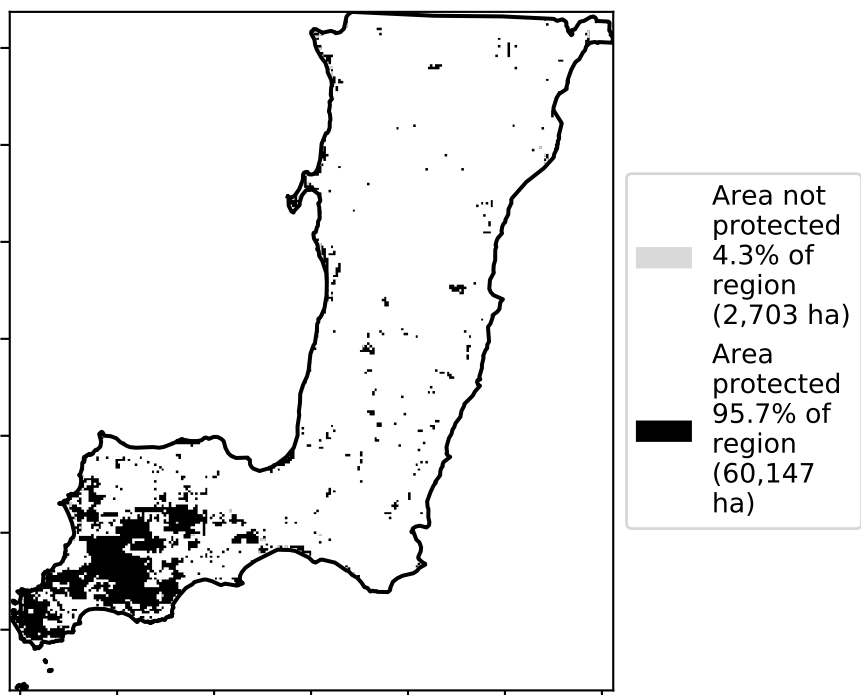 Area not
protected
4.3% of
region
(2,703 ha)
Area
protected
95.7% of
region
(60,147
ha)